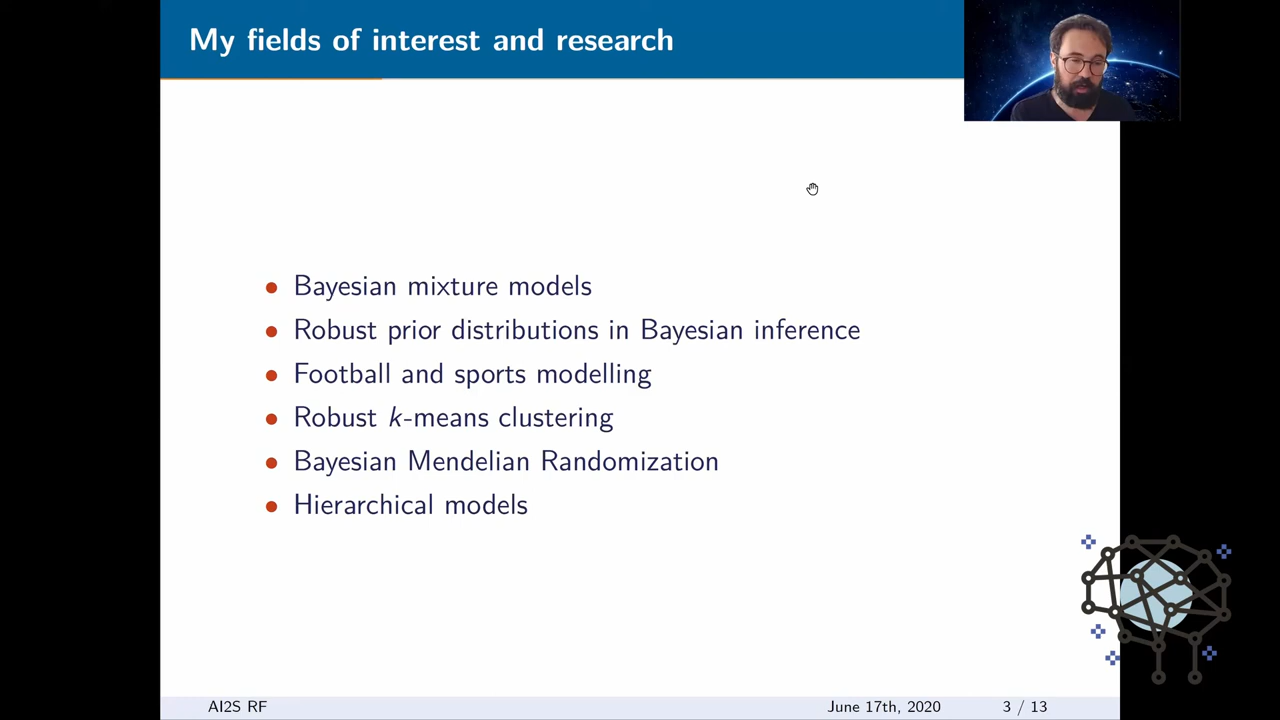 My fields of interest and research
• Bayesian mixture models
• Robust prior distributions in Bayesian inference
• Football and sports modelling
• Robust k-means clustering
• Bayesian Mendelian Randomization
• Hierarchical models
AI2S RF June 17th, 2020 3 / 13